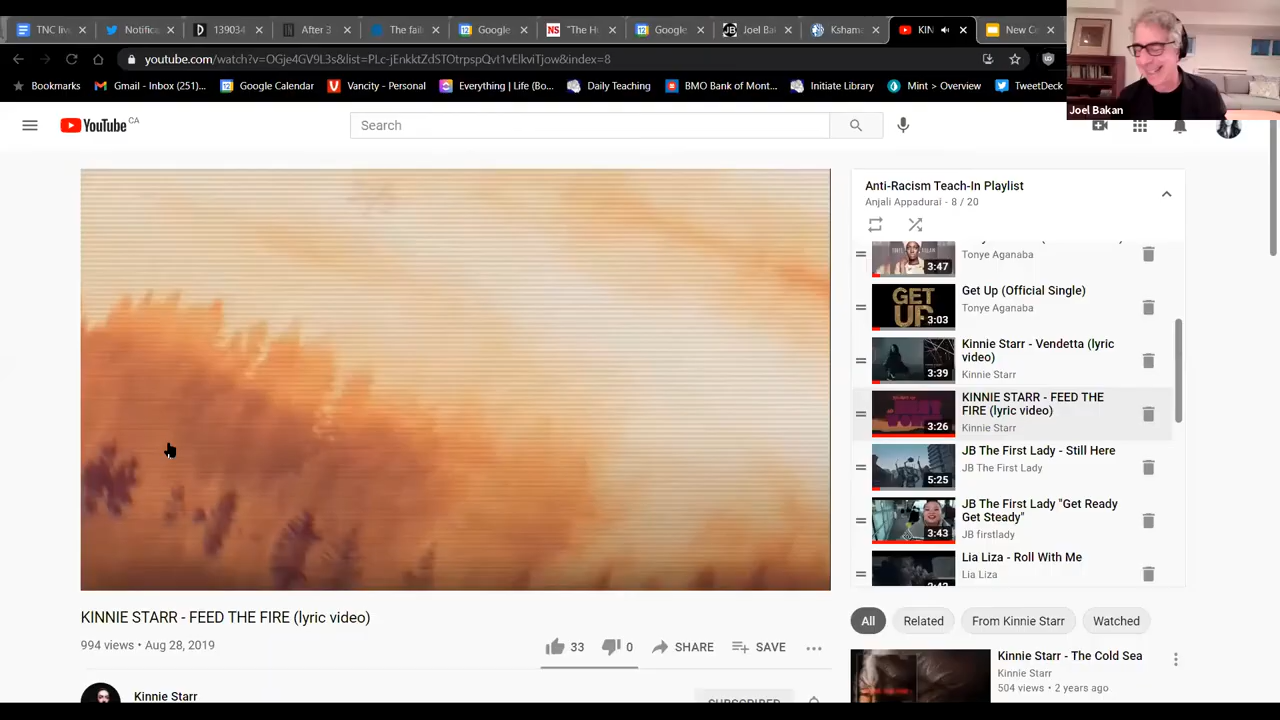 TNC liv
Notifica
139034
After 3
The fail
Google
"The H
Google
Joel Ba
Ksham
KIN
New C
youtube.com/watch?v=OGje4GV9L3s&list=PLc-jEnkktZdSTOtrpspQvt1vElkviTjow&index=8
Bookmarks
Gmail - Inbox (251)...
Google Calendar
Vancity - Personal
Everything | Life (Bo...
Daily Teaching
BMO Bank of Mont...
Initiate Library
Mint > Overview
TweetDeck
Joel Bakan
YouTube CA
Search
Anti-Racism Teach-In Playlist
Anjali Appadurai - 8 / 20
3:47
Tonye Aganaba
GET UP
3:03
Get Up (Official Single)
Tonye Aganaba
3:39
Kinnie Starr - Vendetta (lyric
video)
Kinnie Starr
3:26
KINNIE STARR - FEED THE
FIRE (lyric video)
Kinnie Starr
5:25
JB The First Lady - Still Here
JB The First Lady
3:43
JB The First Lady "Get Ready
Get Steady"
JB firstlady
Lia Liza - Roll With Me
Lia Liza
KINNIE STARR - FEED THE FIRE (lyric video)
994 views • Aug 28, 2019
33
0
SHARE
SAVE
Kinnie Starr
SUBSCRIBED
All
Related
From Kinnie Starr
Watched
Kinnie Starr - The Cold Sea
Kinnie Starr
504 views • 2 years ago